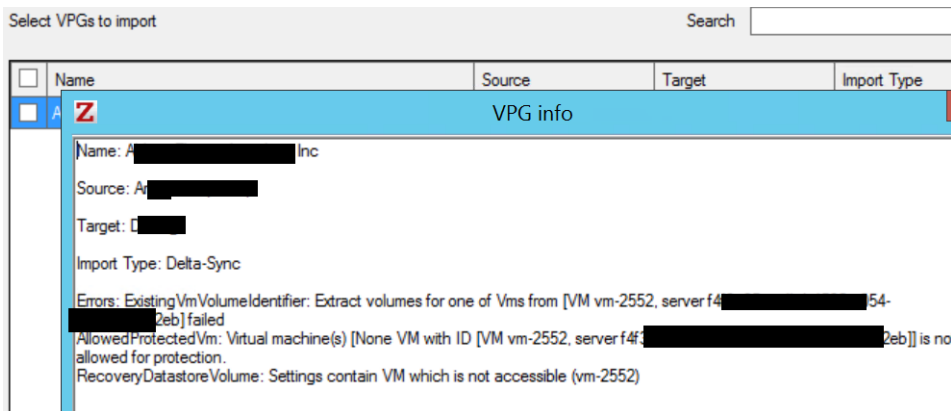 Select VPGs to import Search
Name Source Target Import Type
Z VPG info
Name: A Inc
Source: Ar
Target: D
Import Type: Delta-Sync
Errors: ExistingVmVolumeIdentifier: Extract volumes for one of Vms from [VM vm-2552, server f4 54-
2eb] failed
AllowedProtectedVm: Virtual machine(s) [None VM with ID [VM vm-2552, server f4f3 2eb]] is no
allowed for protection.
RecoveryDatastoreVolume: Settings contain VM which is not accessible (vm-2552)